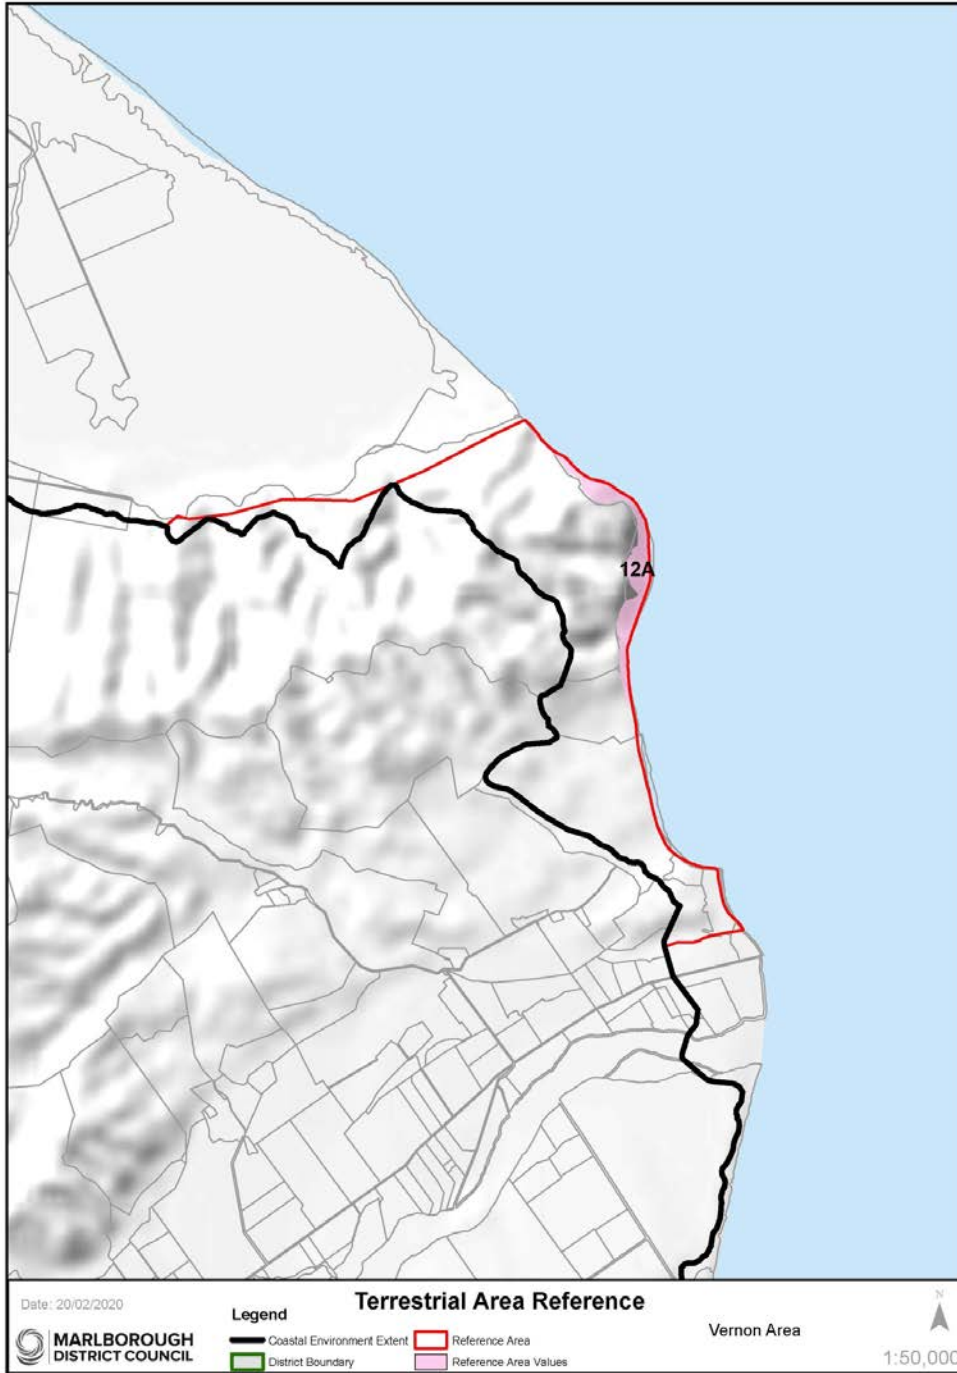 12A
Date: 20/02/2020
MARLBOROUGH
DISTRICT COUNCIL
Legend
Terrestrial Area Reference
Coastal Environment Extent
Reference Area
District Boundary
Reference Area Values
Vernon Area
N
1:50,000